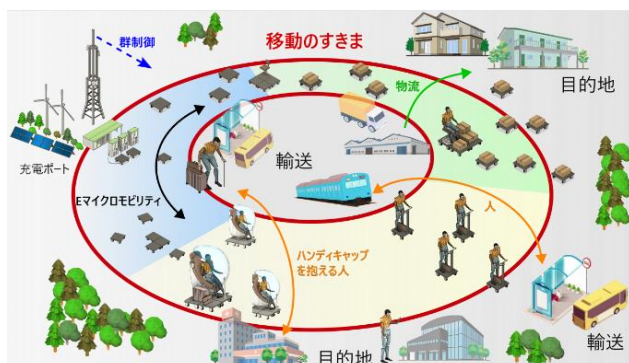 群制御
移動のすきま
物流
目的地
充電ポート
輸送
Eマイクロモビリティ
人
ハンディキャップ
を抱える人
輸送
目的地